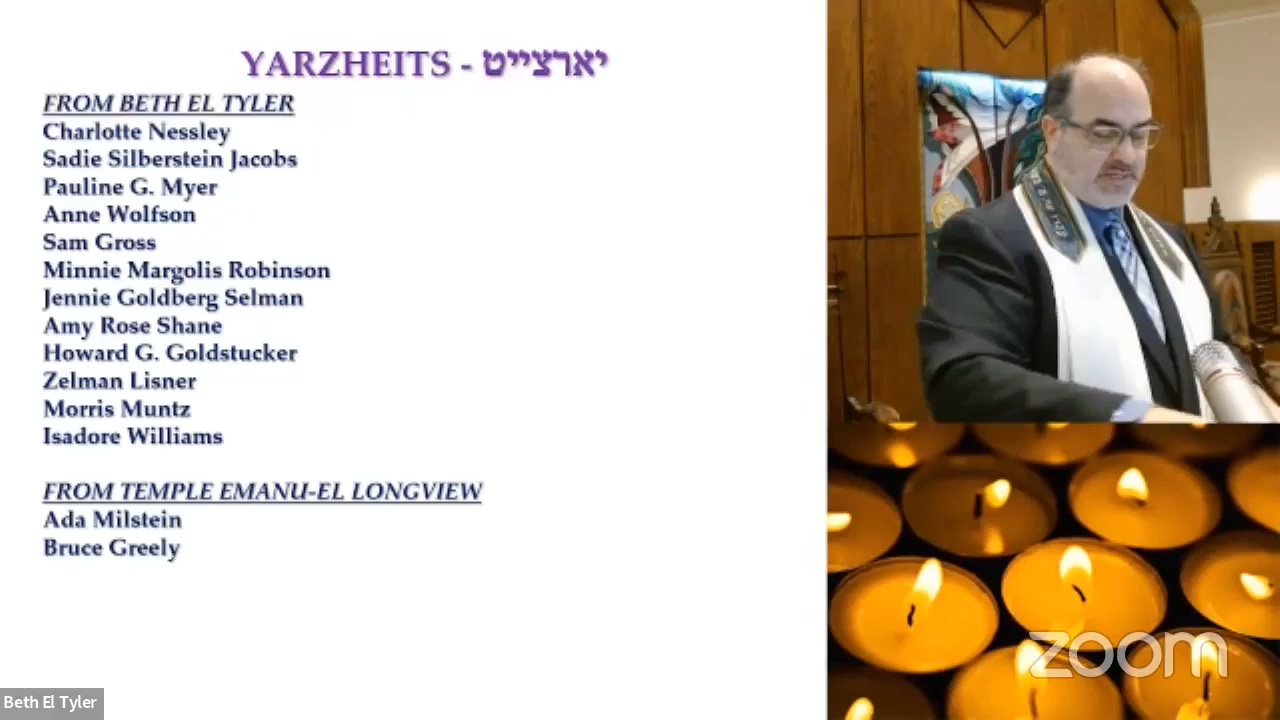 YARZHEITS - יארצייט
FROM BETH EL TYLER
Charlotte Nessley
Sadie Silberstein Jacobs
Pauline G. Myer
Anne Wolfson
Sam Gross
Minnie Margolis Robinson
Jennie Goldberg Selman
Amy Rose Shane
Howard G. Goldstucker
Zelman Lisner
Morris Muntz
Isadore Williams
FROM TEMPLE EMANU-EL LONGVIEW
Ada Milstein
Bruce Greely
zoom
Beth El Tyler